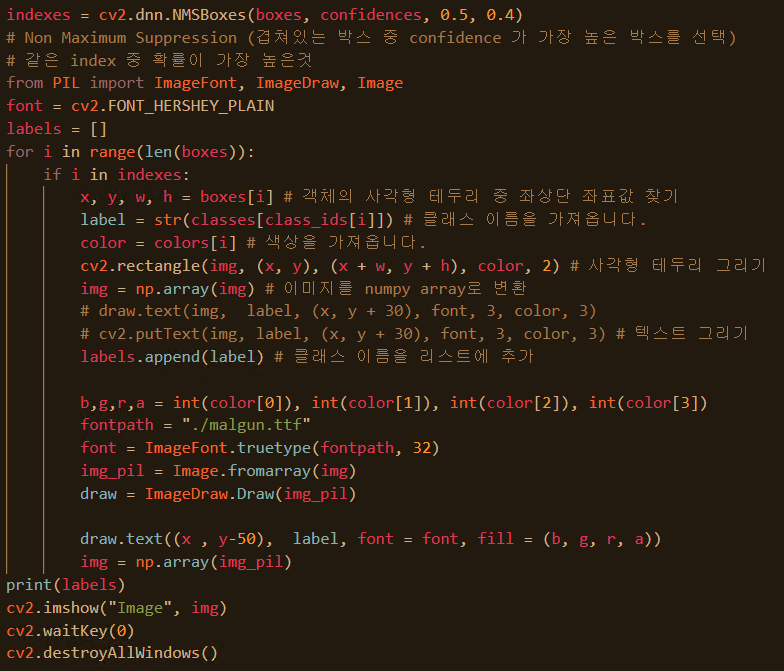 indexes = cv2.dnn.NMSBoxes(boxes, confidences, 0.5, 0.4)
# Non Maximum Suppression (겹쳐있는 박스 중 confidence 가 가장 높은 박스를 선택)
# 같은 index 중 확률이 가장 높은것
from PIL import ImageFont, ImageDraw, Image
font = cv2.FONT_HERSHEY_PLAIN
labels = []
for i in range(len(boxes)):
    if i in indexes:
        x, y, w, h = boxes[i] # 객체의 사각형 테두리 중 좌상단 좌표값 찾기
        label = str(classes[class_ids[i]]) # 클래스 이름을 가져옵니다.
        color = colors[i] # 색상을 가져옵니다.
        cv2.rectangle(img, (x, y), (x + w, y + h), color, 2) # 사각형 테두리 그리기
        img = np.array(img) # 이미지를 numpy array로 변환
        # draw.text(img,  label, (x, y + 30), font, 3, color, 3)
        # cv2.putText(img, label, (x, y + 30), font, 3, color, 3) # 텍스트 그리기
        labels.append(label) # 클래스 이름을 리스트에 추가
        b,g,r,a = int(color[0]), int(color[1]), int(color[2]), int(color[3])
        fontpath = "./malgun.ttf"
        font = ImageFont.truetype(fontpath, 32)
        img_pil = Image.fromarray(img)
        draw = ImageDraw.Draw(img_pil)
        draw.text((x , y-50),  label, font = font, fill = (b, g, r, a))
        img = np.array(img_pil)
print(labels)
cv2.imshow("Image", img)
cv2.waitKey(0)
cv2.destroyAllWindows()